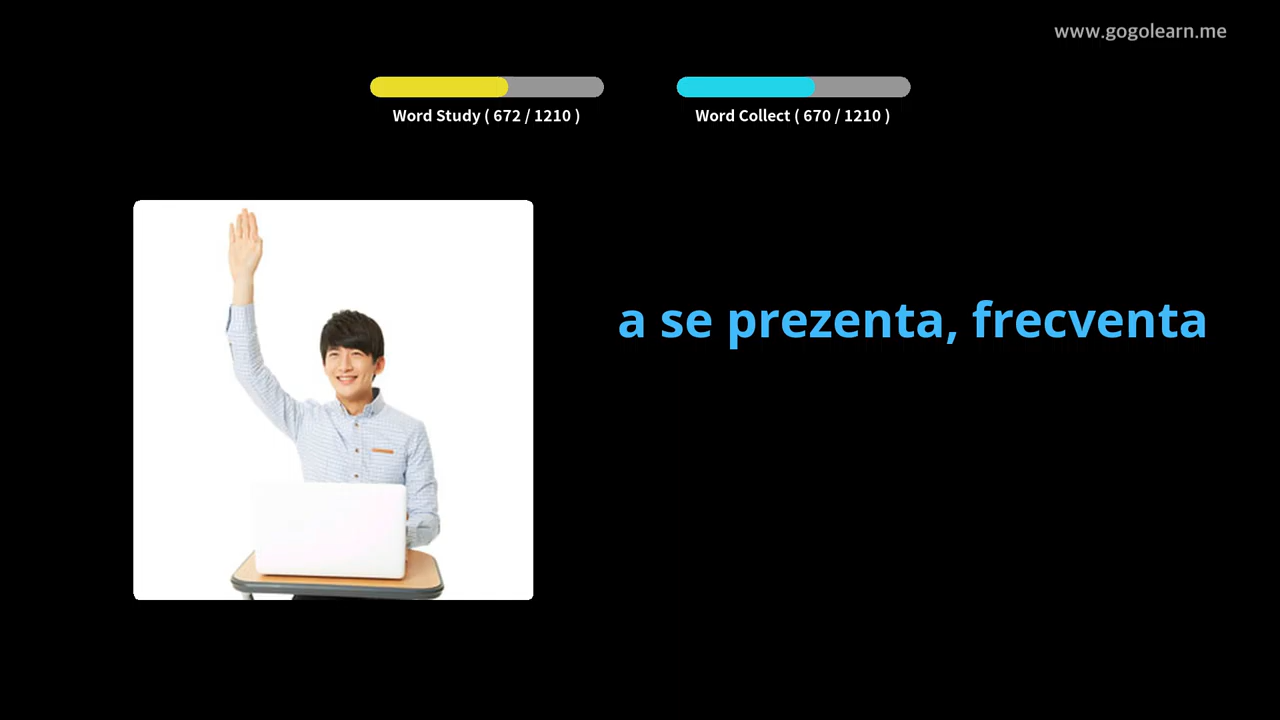 www.gogolearn.me
Word Study ( 672 / 1210 )
Word Collect ( 670 / 1210 )
a se prezenta, frecventa